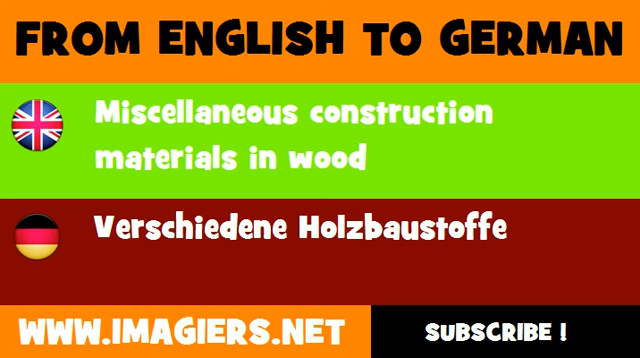 FROM ENGLISH TO GERMAN
Miscellaneous construction
materials in wood
Verschiedene Holzbaustoffe
WWW.IMAGIERS.NET
SUBSCRIBE !